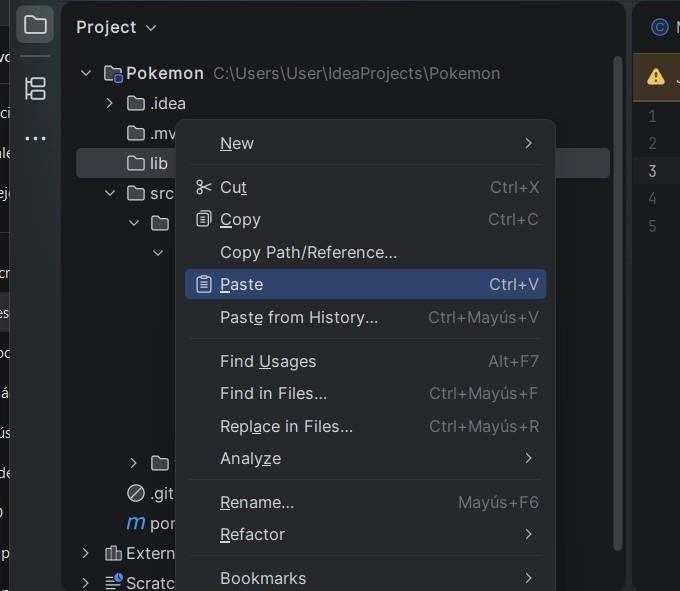 Project
Pokemon C:\Users\User\IdeaProjects\Pokemon
.idea
.mv
lib
src
.git
por
Extern
Scratc
New
Cut Ctrl+X
Copy Ctrl+C
Copy Path/Reference...
Paste Ctrl+V
Paste from History... Ctrl+Mayús+V
Find Usages Alt+F7
Find in Files... Ctrl+Mayús+F
Replace in Files... Ctrl+Mayús+R
Analyze
Rename... Mayús+F6
Refactor
Bookmarks
1
2
3
4
5